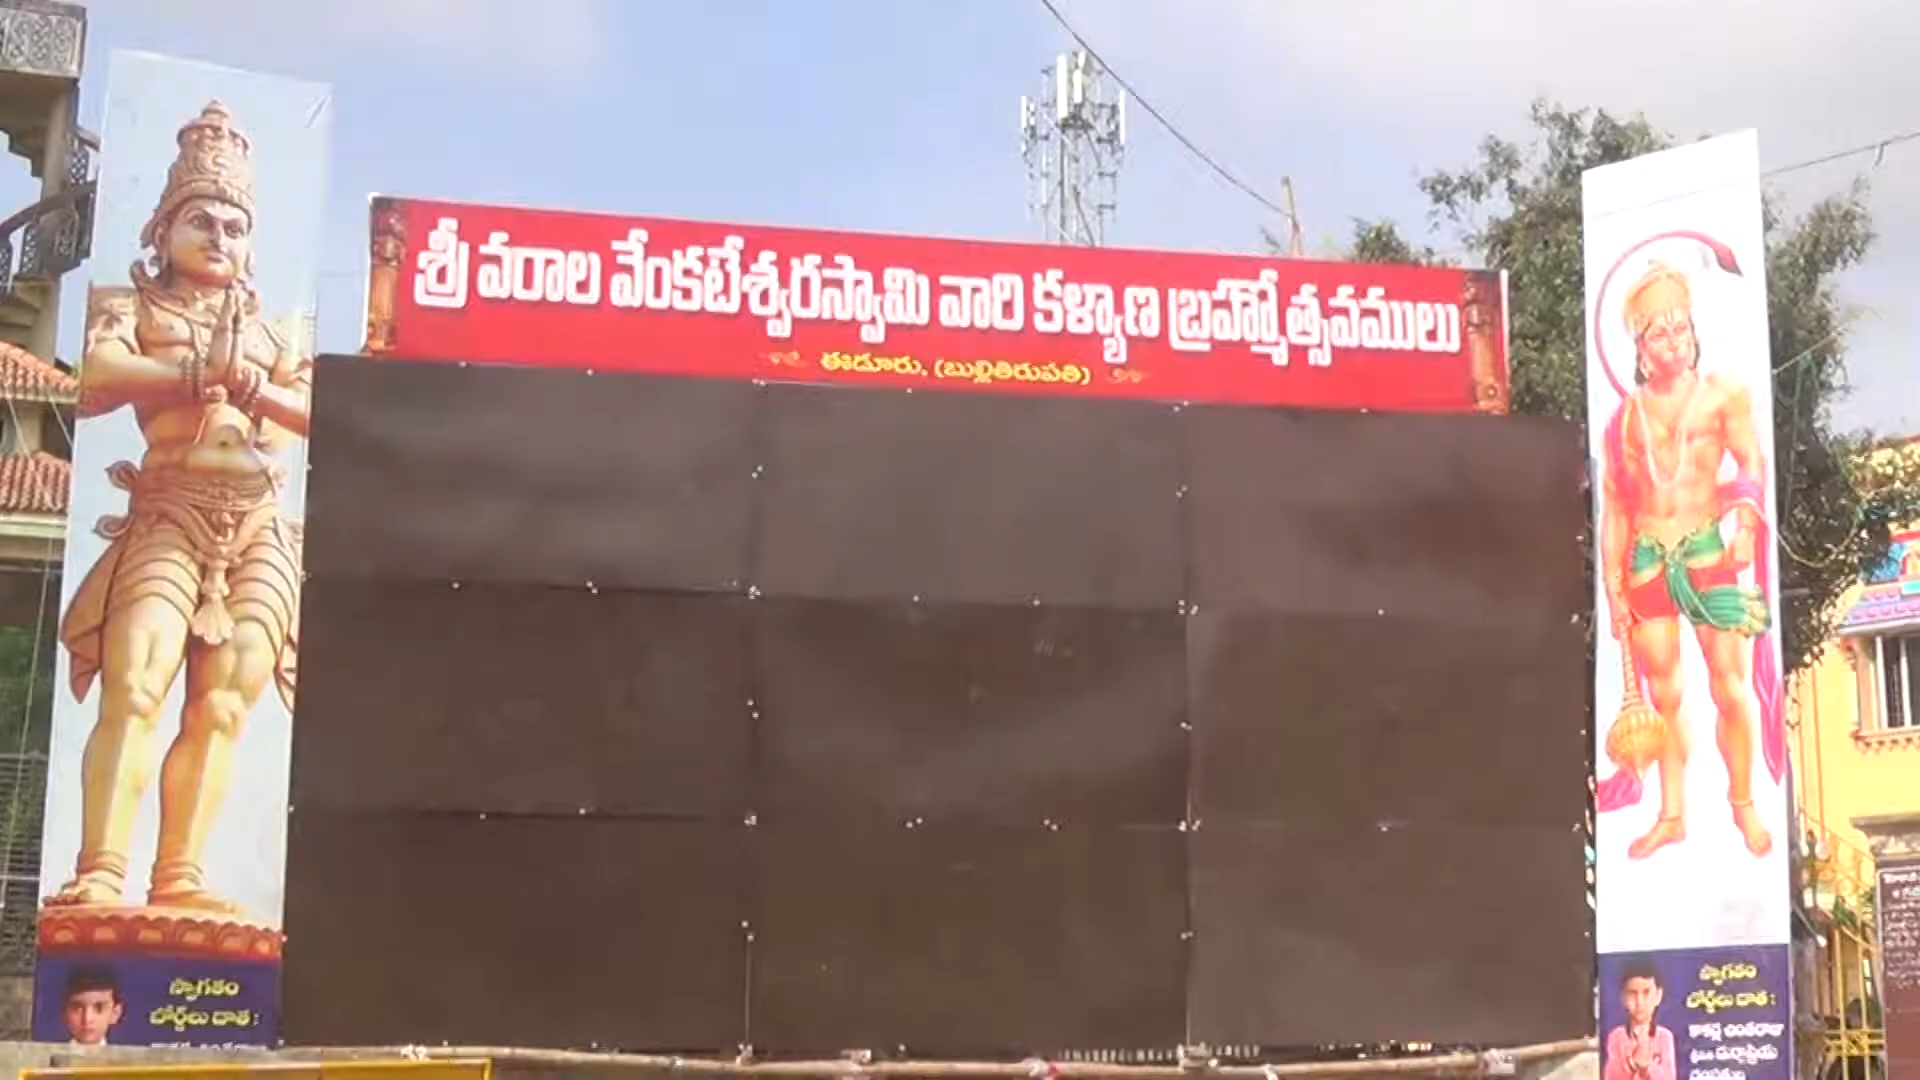 శ్రీ వరాల వేంకటేశ్వరస్వామి వారి కళ్యాణ బ్రహ్మోత్సవములు
ఈడూరు, (బుల్లితిరుపతి)
స్వాగతం
బోర్డులు దాత :
స్వాగతం
బోర్డులు దాత :